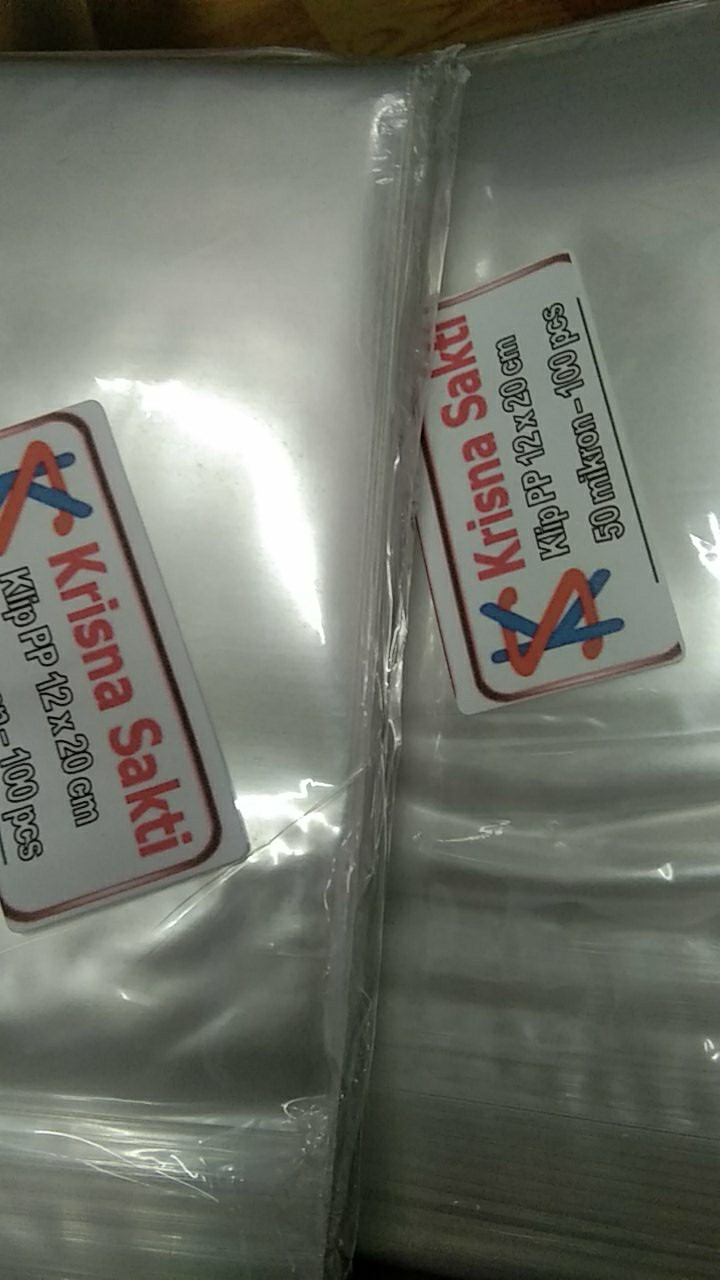 Krisna Sakti
Klip PP 12 x 20 cm
- 100 pcs
Krisna Sakti
Klip PP 12 x 20 cm
50 mikron - 100 pcs